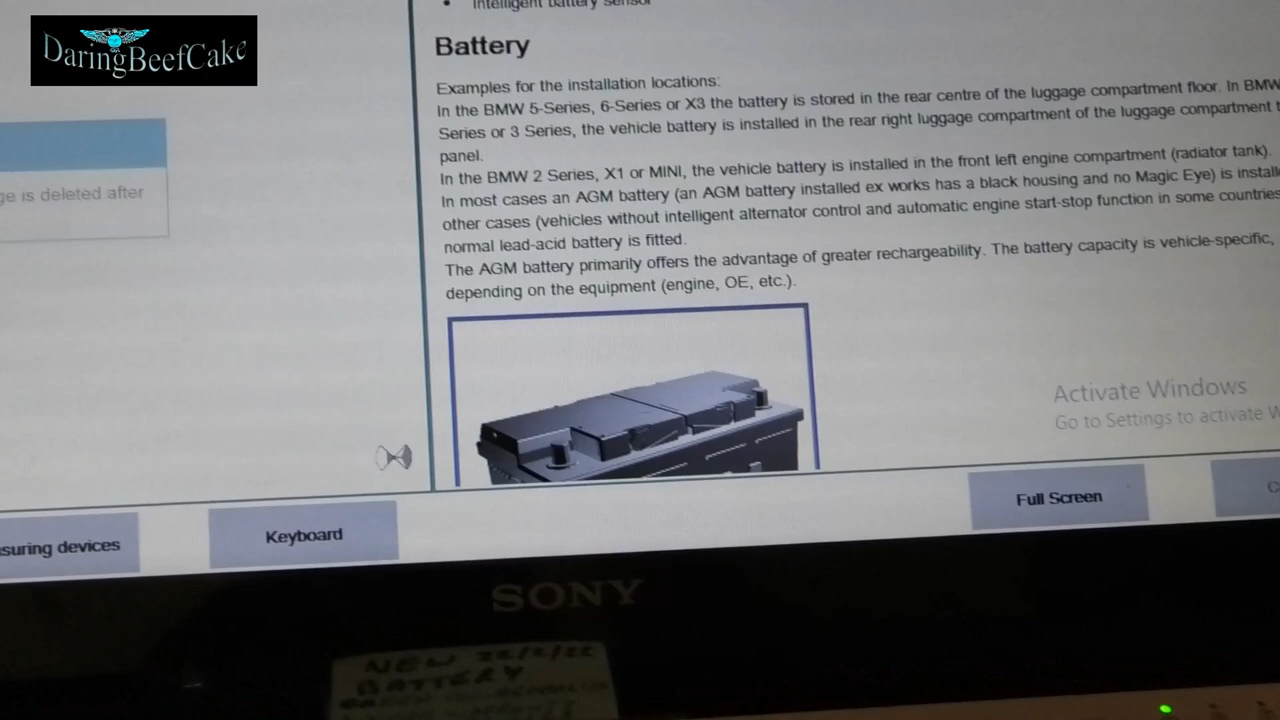 DaringBeefCake
Intelligent battery sensor
Battery
Examples for the installation locations:
In the BMW 5-Series, 6-Series or X3 the battery is stored in the rear centre of the luggage compartment floor. In BMW
Series or 3 Series, the vehicle battery is installed in the rear right luggage compartment of the luggage compartment t
panel.
In the BMW 2 Series, X1 or MINI, the vehicle battery is installed in the front left engine compartment (radiator tank).
In most cases an AGM battery (an AGM battery installed ex works has a black housing and no Magic Eye) is install
other cases (vehicles without intelligent alternator control and automatic engine start-stop function in some countries
normal lead-acid battery is fitted.
The AGM battery primarily offers the advantage of greater rechargeability. The battery capacity is vehicle-specific,
depending on the equipment (engine, OE, etc.).
ge is deleted after
Activate Windows
Go to Settings to activate W
suring devices
Keyboard
Full Screen
C
SONY
NEW 22/2/22
BATTERY